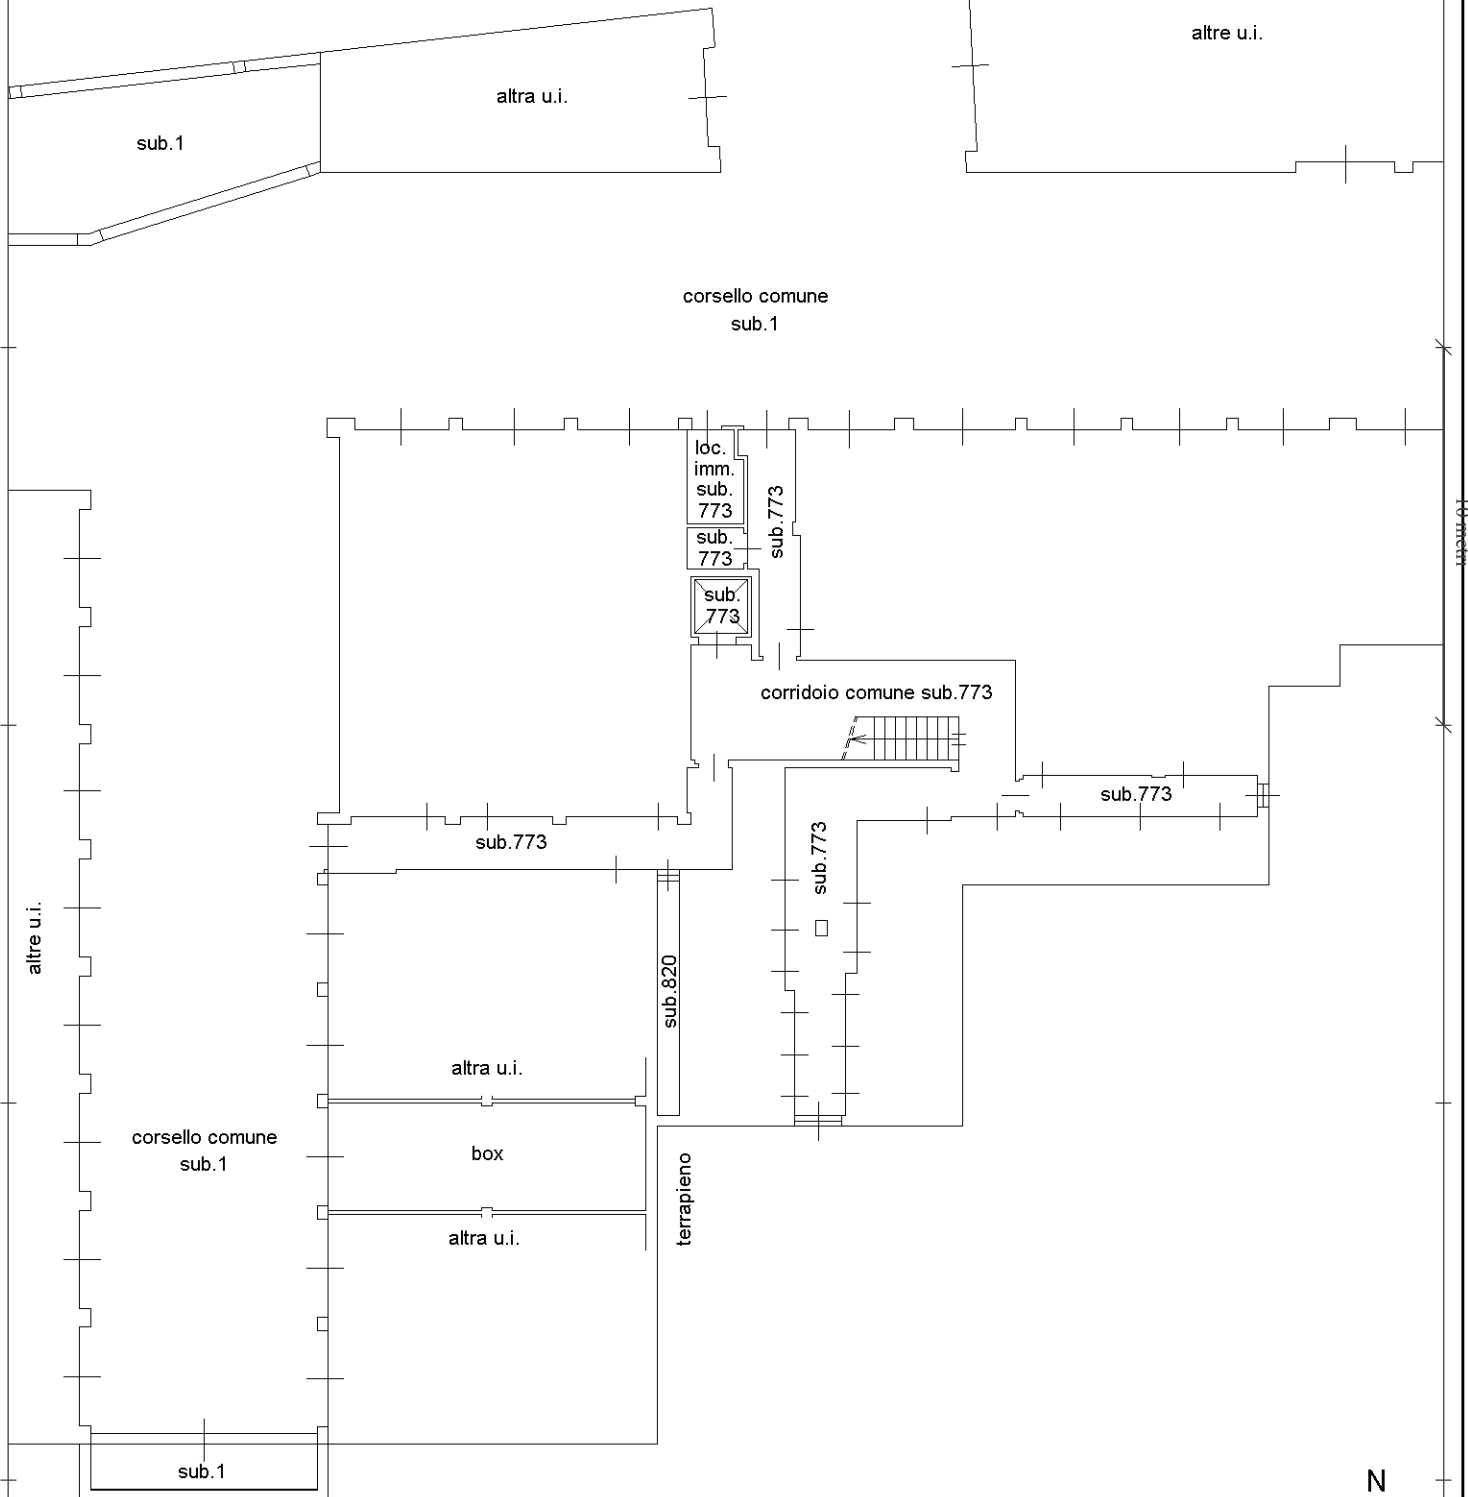 altre u.i.
altra u.i.
sub.1
corsello comune
sub.1
loc.
imm.
sub.
773
sub.773
sub.
773
10 metri
sub.
773
corridoio comune sub.773
sub.773
sub.773
sub.773
altre u.i.
sub.820
altra u.i.
corsello comune
sub.1
box
terrapieno
altra u.i.
sub.1
N